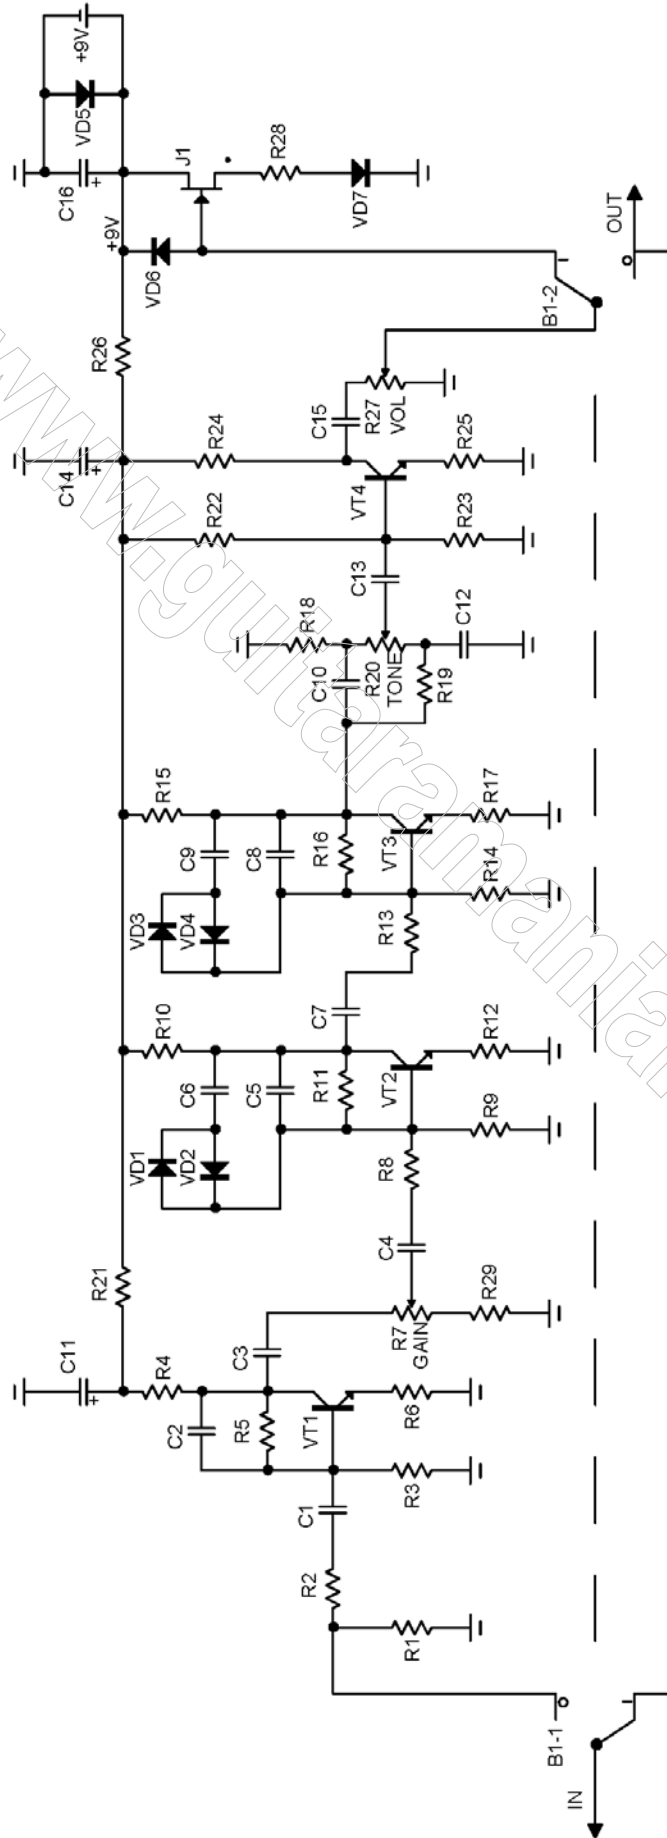 IN
B1-1
R1
R2
C1
R3
VT1
R5
C2
R4
C11
R6
C3
R21
R7
GAIN
R29
C4
R8
R9
VD1
VD2
C6
C5
R11
R10
VT2
R12
C7
R13
R14
VD3
VD4
C9
C8
R16
R15
VT3
R17
C10
R18
R20
TONE
R19
C12
C13
R22
R23
VT4
R24
R25
C14
+
C15
R27
VOL
R26
B1-2
OUT
VD6
+9V
C16
+
J1
R28
VD7
VD5
+9V
+
www.guitaramania